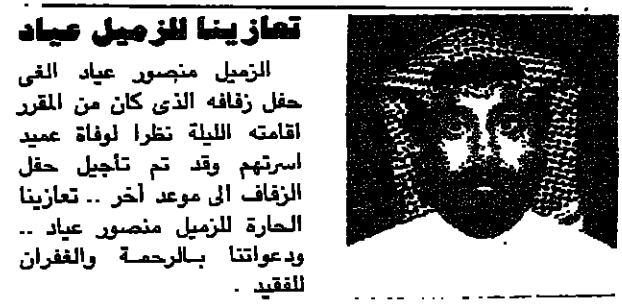 تعازينا للزميل عياد
الزميل منصور عياد الغى
حفل زفافه الذى كان من المقرر
اقامته الليلة نظرا لوفاة عميد
اسرتهم وقد تم تأجيل حفل
الزفاف الى موعد آخر .. تعازينا
الحارة للزميل منصور عياد ..
ودعواتنا بالرحمة والغفران
للفقيد .